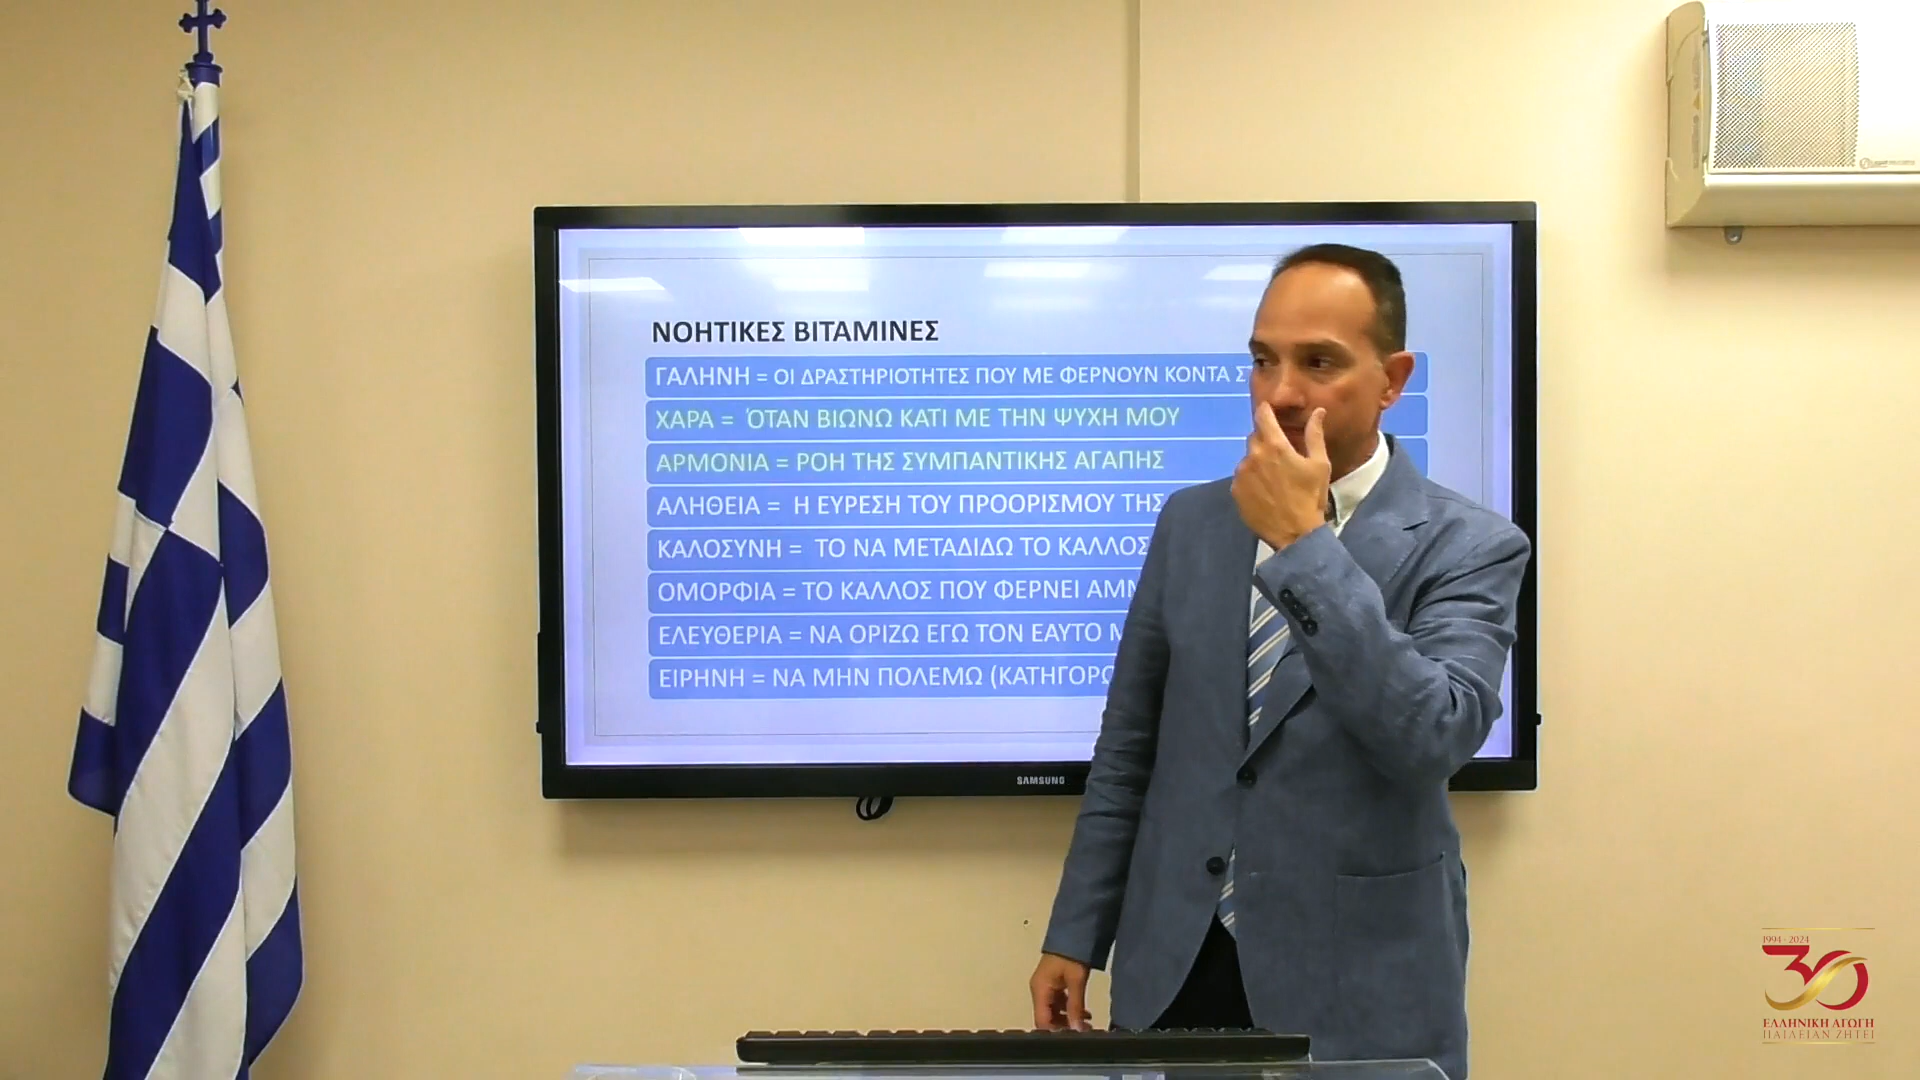 ΝΟΗΤΙΚΕΣ ΒΙΤΑΜΙΝΕΣ
ΓΑΛΗΝΗ = ΟΙ ΔΡΑΣΤΗΡΙΟΤΗΤΕΣ ΠΟΥ ΜΕ ΦΕΡΝΟΥΝ ΚΟΝΤΑ
ΧΑΡΑ = ΌΤΑΝ ΒΙΩΝΩ ΚΑΤΙ ΜΕ ΤΗΝ ΨΥΧΗ ΜΟΥ
ΑΡΜΟΝΙΑ = ΡΟΗ ΤΗΣ ΣΥΜΠΑΝΤΙΚΗΣ ΑΓΑΠΗΣ
ΑΛΗΘΕΙΑ = Η ΕΥΡΕΣΗ ΤΟΥ ΠΡΟΟΡΙΣΜΟΥ ΤΗΣ
ΚΑΛΟΣΥΝΗ = ΤΟ ΝΑ ΜΕΤΑΔΙΔΩ ΤΟ ΚΑΛΛΟΣ
ΟΜΟΡΦΙΑ = ΤΟ ΚΑΛΛΟΣ ΠΟΥ ΦΕΡΝΕΙ
ΕΛΕΥΘΕΡΙΑ = ΝΑ ΟΡΙΖΩ ΕΓΩ ΤΟΝ ΕΑΥΤΟ
ΕΙΡΗΝΗ = ΝΑ ΜΗΝ ΠΟΛΕΜΩ
SAMSUNG
1994 - 2024
30
ΕΛΛΗΝΙΚΗ ΑΓΩΓΗ
ΠΑΙΔΕΙΑΝ ΖΗΤΕΙ